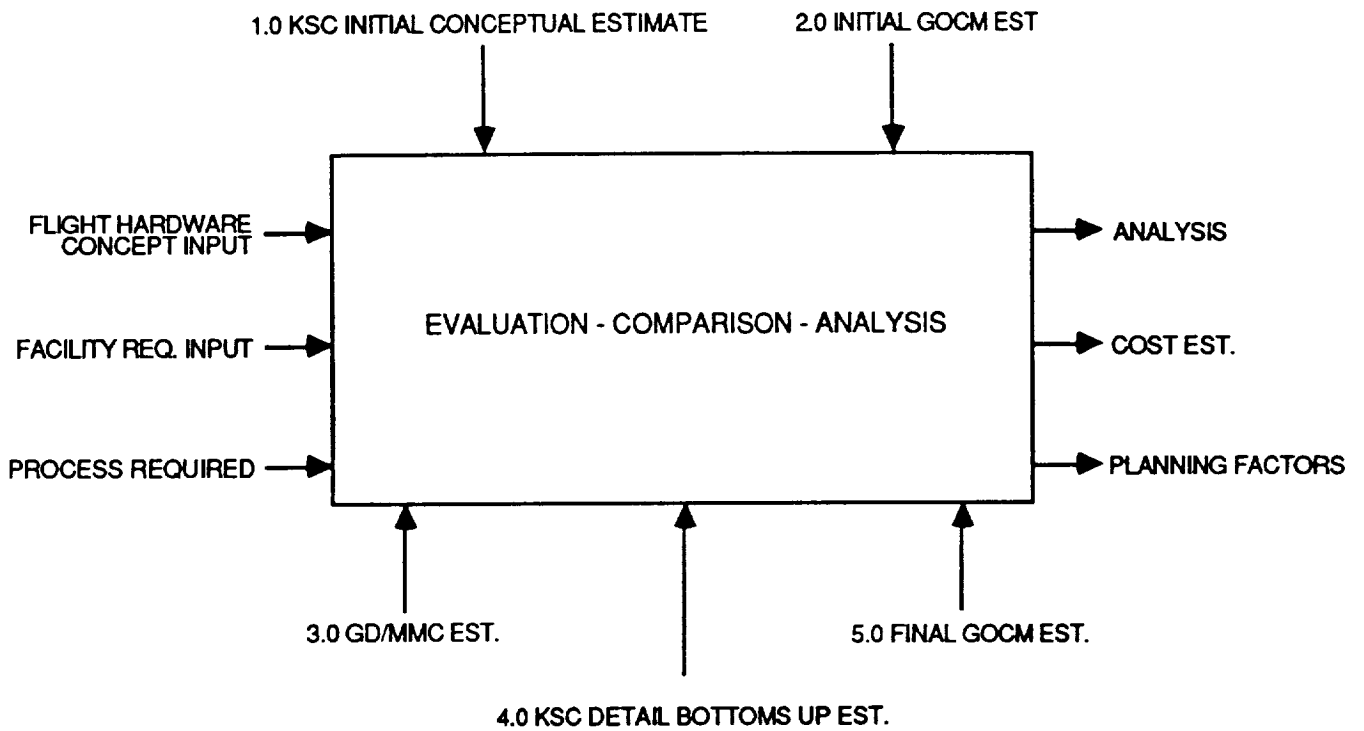 1.0 KSC INITIAL CONCEPTUAL ESTIMATE
2.0 INITIAL GOCM EST
FLIGHT HARDWARE
CONCEPT INPUT
ANALYSIS
EVALUATION - COMPARISON - ANALYSIS
FACILITY REQ. INPUT
COST EST.
PROCESS REQUIRED
PLANNING FACTORS
3.0 GD/MMC EST.
5.0 FINAL GOCM EST.
4.0 KSC DETAIL BOTTOMS UP EST.